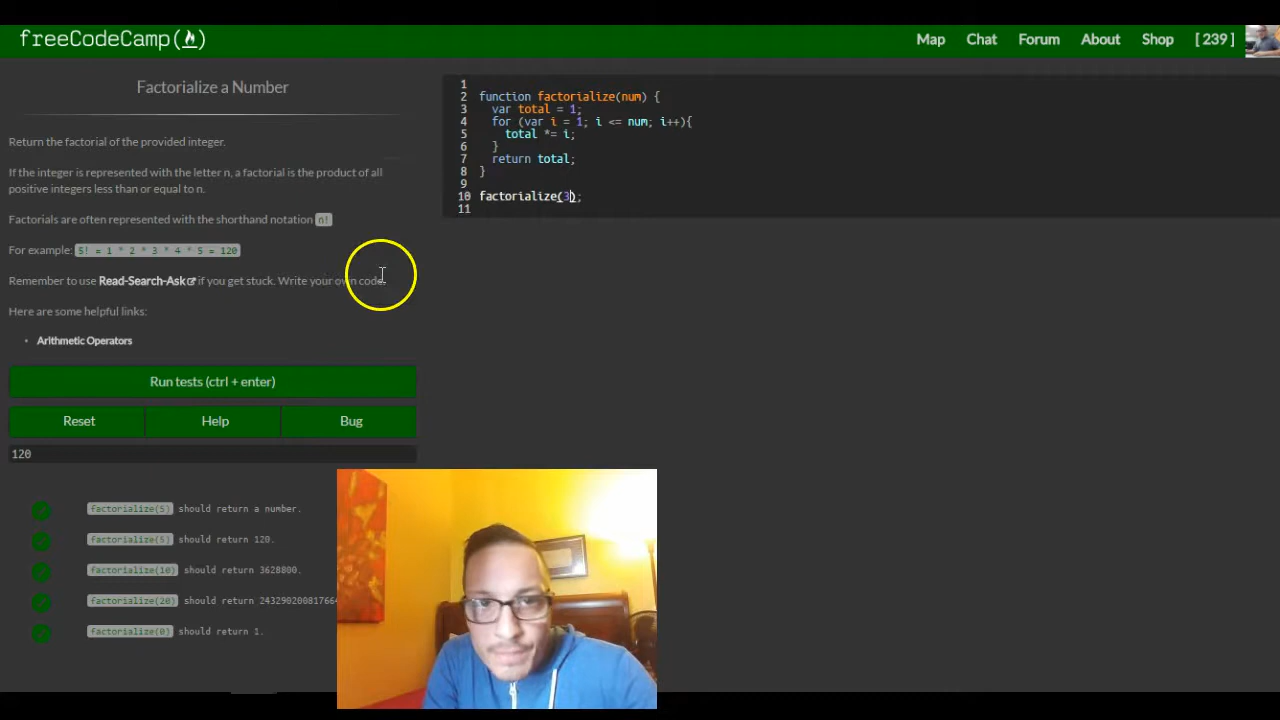 freeCodeCamp(🔥)
Map Chat Forum About Shop [ 239 ]
Factorialize a Number
Return the factorial of the provided integer.
If the integer is represented with the letter n, a factorial is the product of all
positive integers less than or equal to n.
Factorials are often represented with the shorthand notation n!
For example: 5! = 1 * 2 * 3 * 4 * 5 = 120
Remember to use Read-Search-Ask if you get stuck. Write your own code.
Here are some helpful links:
• Arithmetic Operators
Run tests (ctrl + enter)
Reset Help Bug
120
factorialize(5) should return a number.
factorialize(5) should return 120.
factorialize(10) should return 3628800.
factorialize(20) should return
factorialize(0) should return 1.
1
2 function factorialize(num) {
3 var total = 1;
4 for (var i = 1; i <= num; i++){
5 total *= i;
6 }
7 return total;
8 }
9
10 factorialize(3);
11